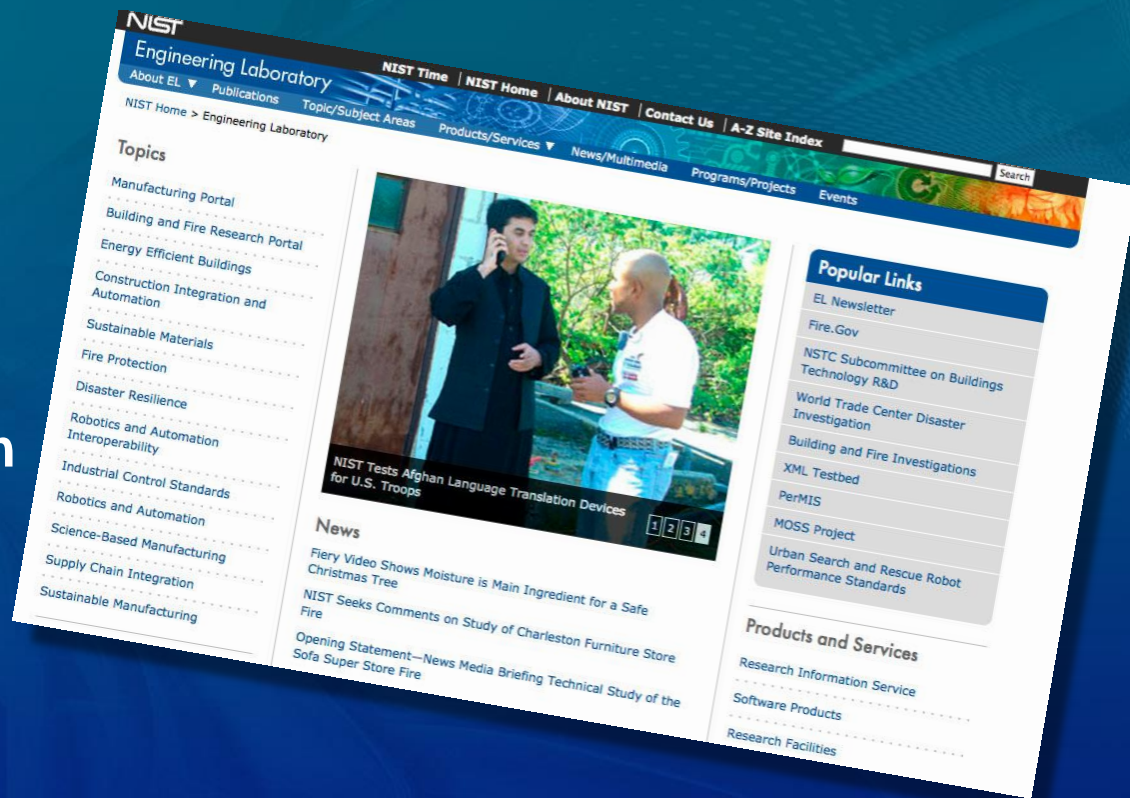 NIST
Engineering Laboratory
NIST Time | NIST Home | About NIST | Contact Us | A-Z Site Index
Search
About EL ▼ Publications Topic/Subject Areas Products/Services ▼ News/Multimedia Programs/Projects Events
NIST Home > Engineering Laboratory
Topics
Manufacturing Portal
Building and Fire Research Portal
Energy Efficient Buildings
Construction Integration and
Automation
Sustainable Materials
Fire Protection
Disaster Resilience
Robotics and Automation
Interoperability
Industrial Control Standards
Robotics and Automation
Science-Based Manufacturing
Supply Chain Integration
Sustainable Manufacturing
NIST Tests Afghan Language Translation Devices
for U.S. Troops
1 2 3 4
News
Fiery Video Shows Moisture is Main Ingredient for a Safe
Christmas Tree
NIST Seeks Comments on Study of Charleston Furniture Store
Fire
Opening Statement—News Media Briefing Technical Study of the
Sofa Super Store Fire
Popular Links
EL Newsletter
Fire.Gov
NSTC Subcommittee on Buildings
Technology R&D
World Trade Center Disaster
Investigation
Building and Fire Investigations
XML Testbed
PerMIS
MOSS Project
Urban Search and Rescue Robot
Performance Standards
Products and Services
Research Information Service
Software Products
Research Facilities